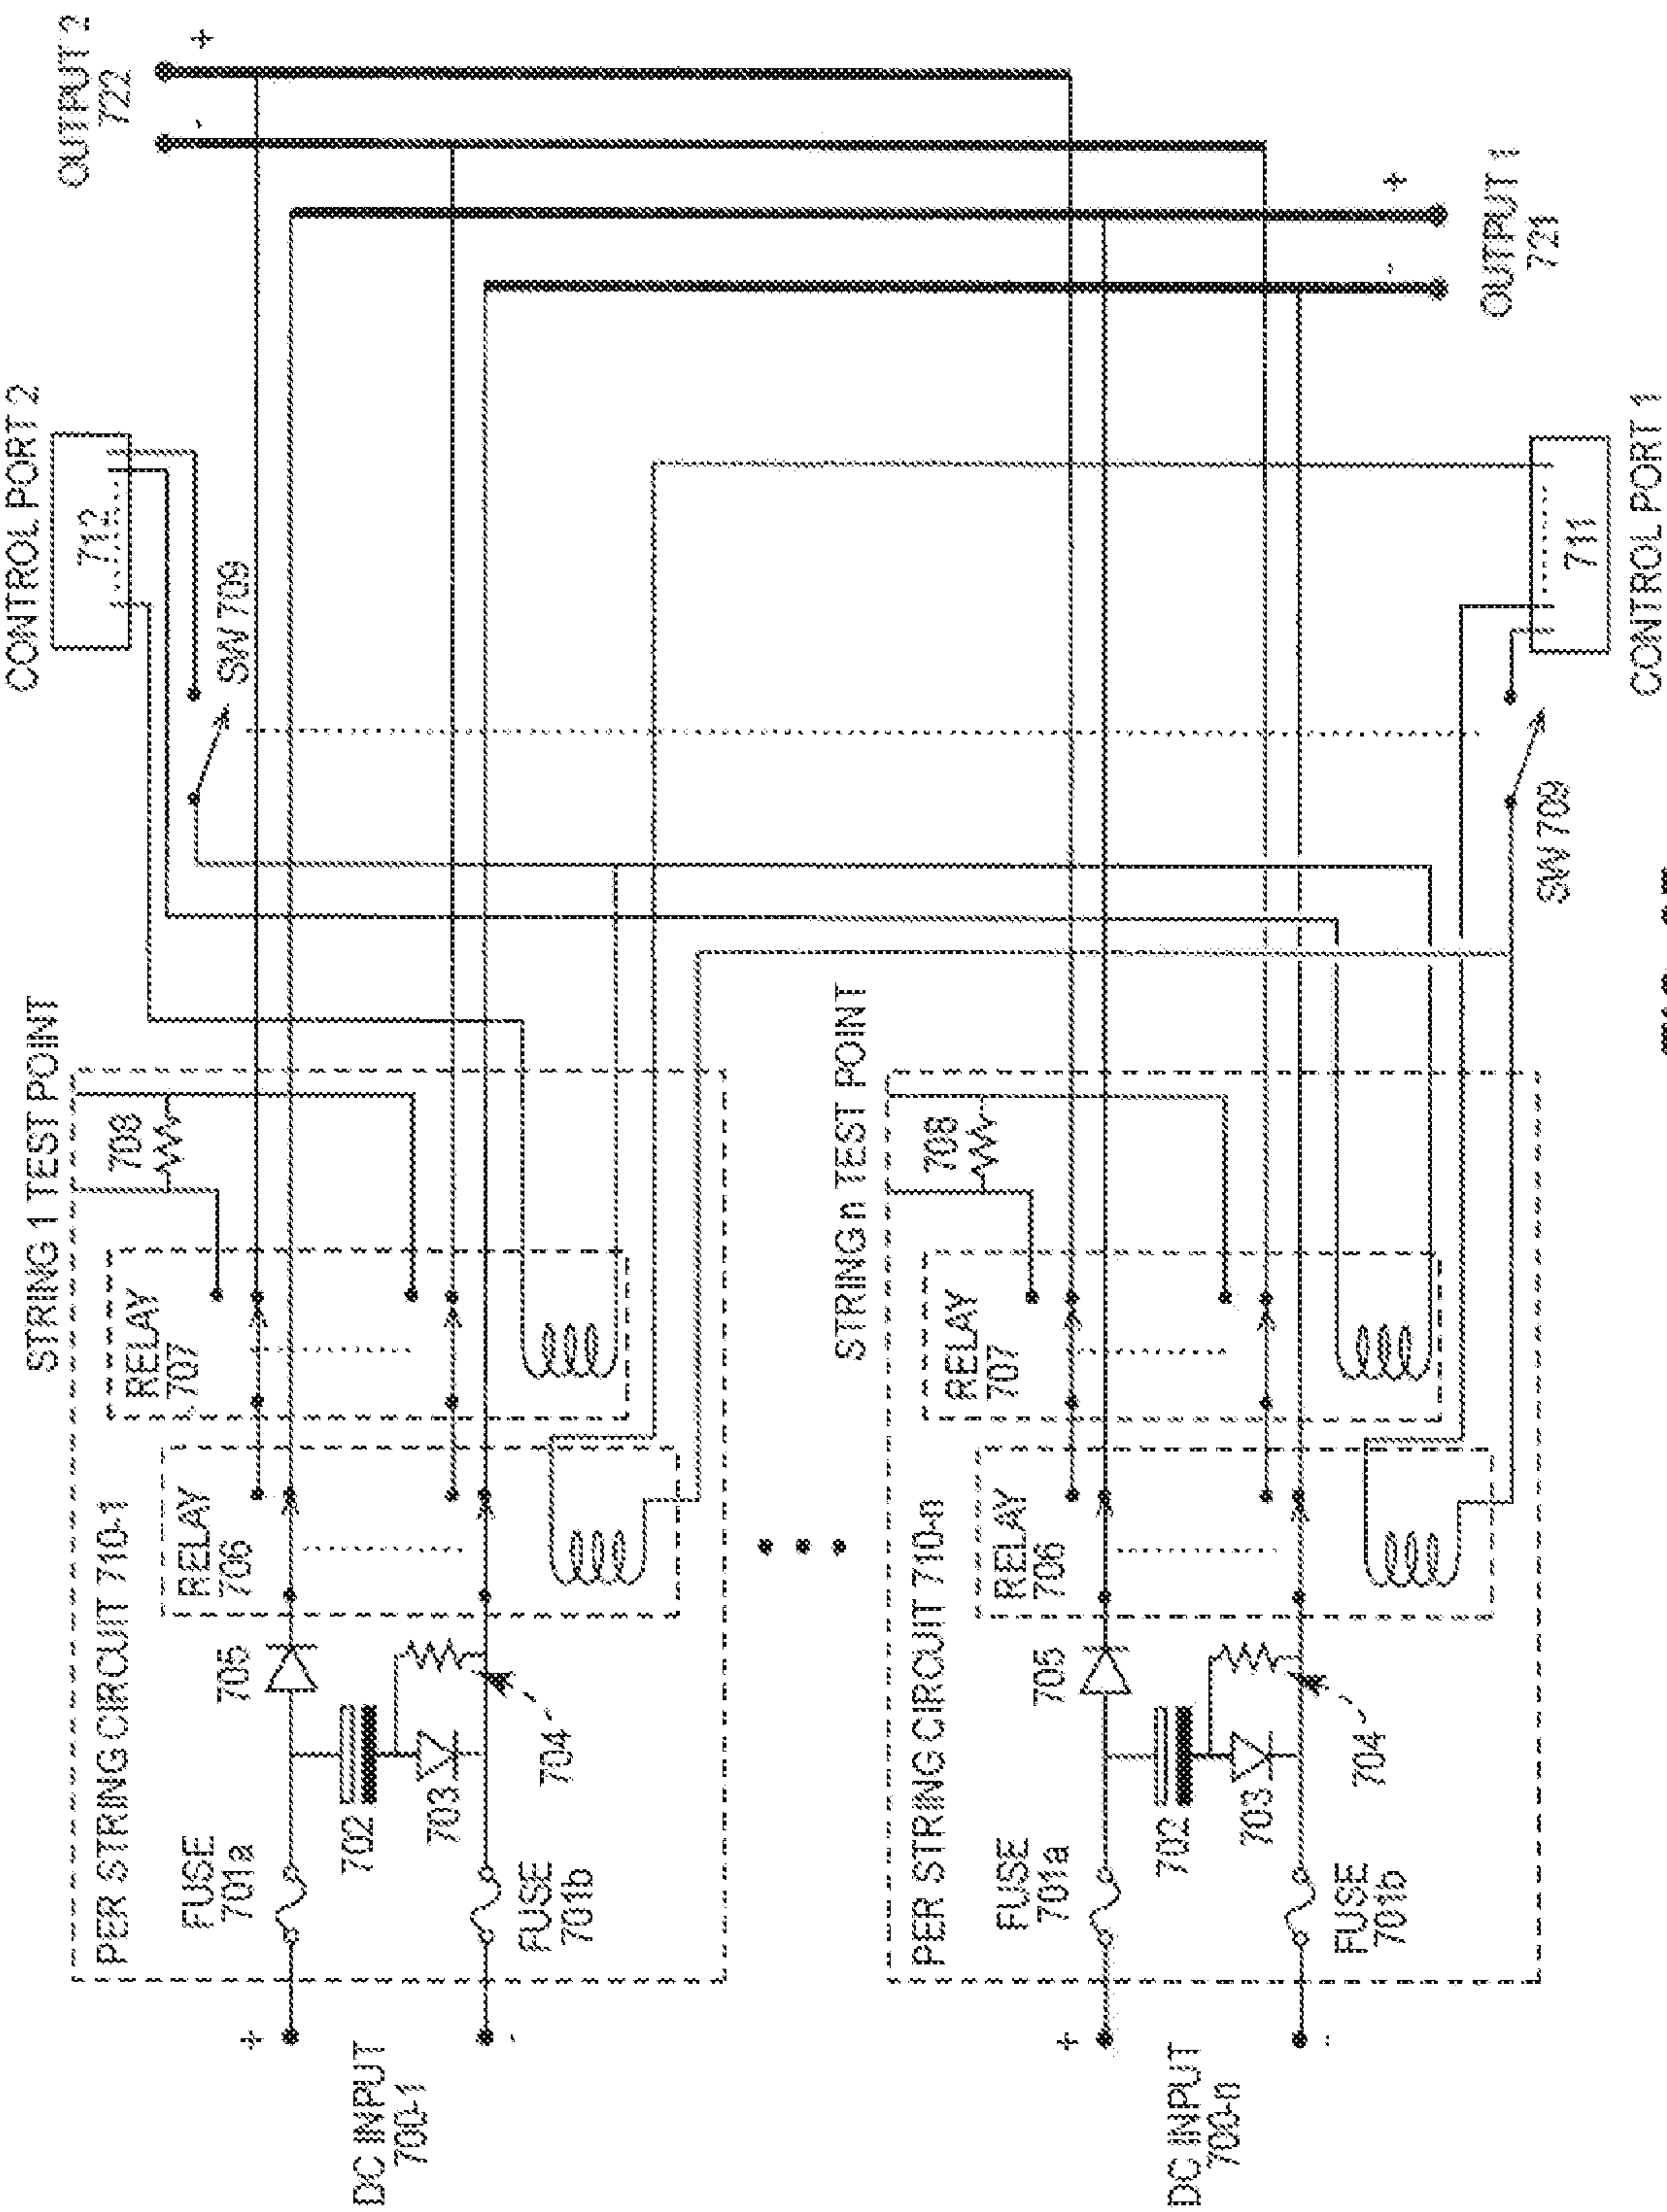 OUTPUT 2
722
+
-
CONTROL PORT 2
712
SW 709
STRING 1 TEST POINT
708
RELAY
707
PER STRING CIRCUIT 710-1
RELAY
706
705
702
703
704
FUSE
701a
FUSE
701b
+
DC INPUT
700-1
-
STRING n TEST POINT
708
RELAY
707
PER STRING CIRCUIT 710-n
RELAY
706
705
702
703
704
FUSE
701a
FUSE
701b
+
DC INPUT
700-n
-
+
-
OUTPUT 1
721
711
CONTROL PORT 1
SW 709